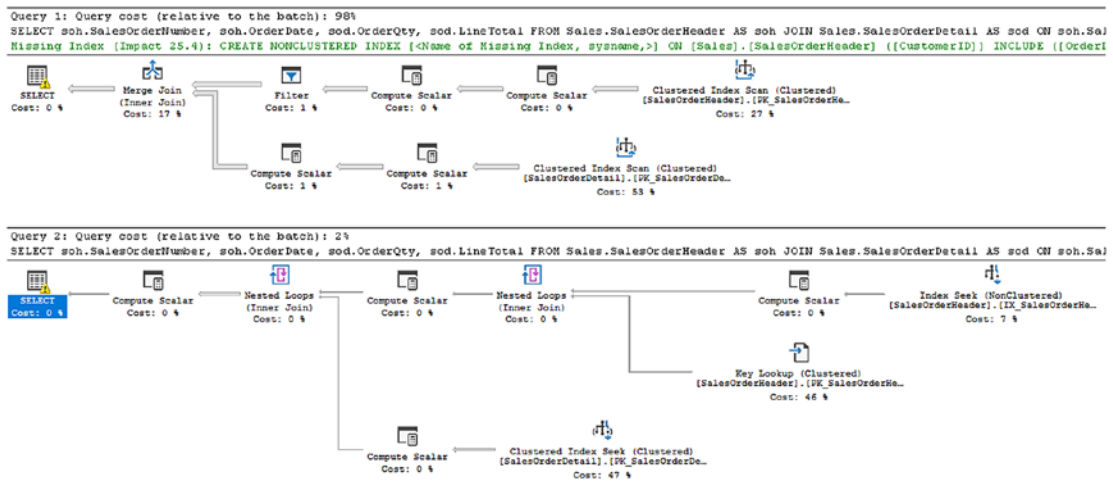 Query 1: Query cost (relative to the batch): 98%
SELECT soh.SalesOrderNumber, soh.OrderDate, sod.OrderQty, sod.LineTotal FROM Sales.SalesOrderHeader AS soh JOIN Sales.SalesOrderDetail AS sod ON soh.Sal
Missing Index (Impact 25.4): CREATE NONCLUSTERED INDEX [<Name of Missing Index, sysname,>] ON [Sales].[SalesOrderHeader] ([CustomerID]) INCLUDE ([OrderD
SELECT
Cost: 0 %
Merge Join
(Inner Join)
Cost: 17 %
Filter
Cost: 1 %
Compute Scalar
Cost: 0 %
Compute Scalar
Cost: 0 %
Clustered Index Scan (Clustered)
[SalesOrderHeader].[PK_SalesOrderHe…
Cost: 27 %
Compute Scalar
Cost: 1 %
Compute Scalar
Cost: 1 %
Clustered Index Scan (Clustered)
[SalesOrderDetail].[PK_SalesOrderDe…
Cost: 53 %
Query 2: Query cost (relative to the batch): 2%
SELECT soh.SalesOrderNumber, soh.OrderDate, sod.OrderQty, sod.LineTotal FROM Sales.SalesOrderHeader AS soh JOIN Sales.SalesOrderDetail AS sod ON soh.Sal
SELECT
Cost: 0 %
Compute Scalar
Cost: 0 %
Nested Loops
(Inner Join)
Cost: 0 %
Compute Scalar
Cost: 0 %
Nested Loops
(Inner Join)
Cost: 0 %
Compute Scalar
Cost: 0 %
Index Seek (NonClustered)
[SalesOrderHeader].[IX_SalesOrderHe…
Cost: 7 %
Key Lookup (Clustered)
[SalesOrderHeader].[PK_SalesOrderHe…
Cost: 46 %
Compute Scalar
Cost: 0 %
Clustered Index Seek (Clustered)
[SalesOrderDetail].[PK_SalesOrderDe…
Cost: 47 %